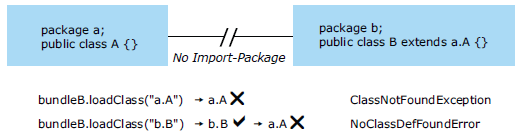 package a;
public class A {}
package b;
public class B extends a.A {}
No Import-Package
bundleB.loadClass("a.A") → a.A ✕ ClassNotFoundException
bundleB.loadClass("b.B") → b.B ✔ → a.A ✕ NoClassDefFoundError